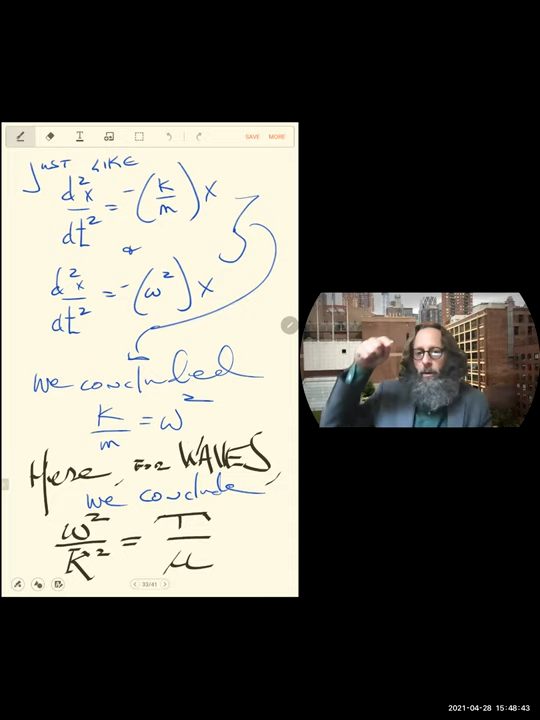 SAVE MORE
JUST LIKE
d²x/dt² = -(k/m) x
&
d²x/dt² = -(ω²) x
we concluded
k/m = ω²
Here, FOR WAVES,
we conclude
ω²/k² = T/μ
33/41
2021-04-28 15:48:43